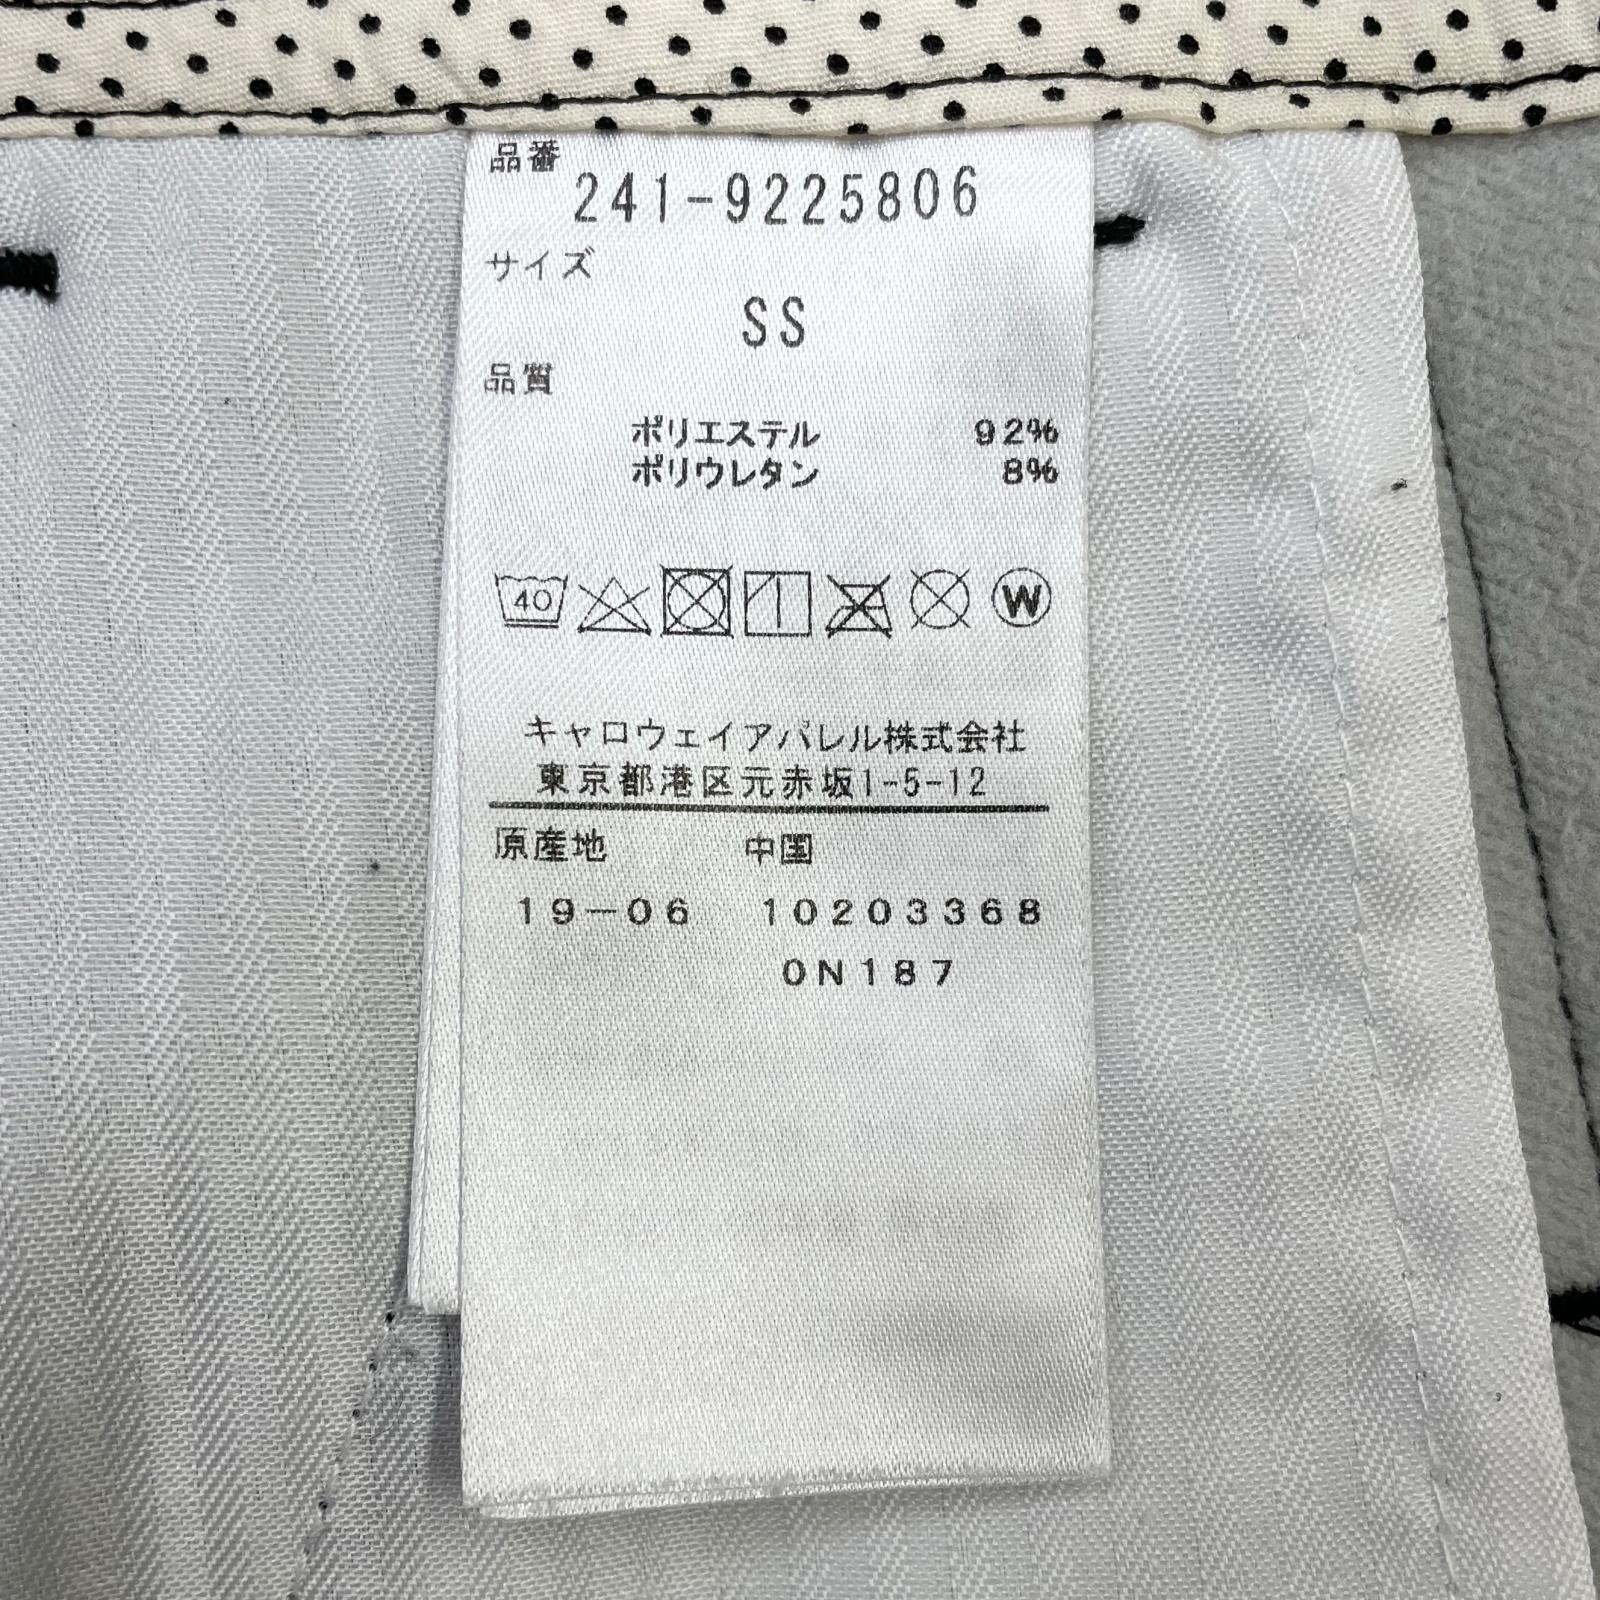 品番
241-9225806
サイズ
SS
品質
ポリエステル 92%
ポリウレタン 8%
40 W
キャロウェイアパレル株式会社
東京都港区元赤坂1-5-12
原産地 中国
19-06 10203368
0N187